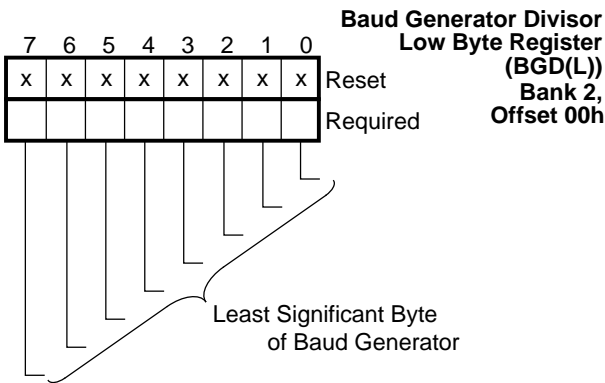 Baud Generator Divisor
Low Byte Register
(BGD(L))
Bank 2,
Offset 00h
7 6 5 4 3 2 1 0
x x x x x x x x Reset
Required
Least Significant Byte
of Baud Generator